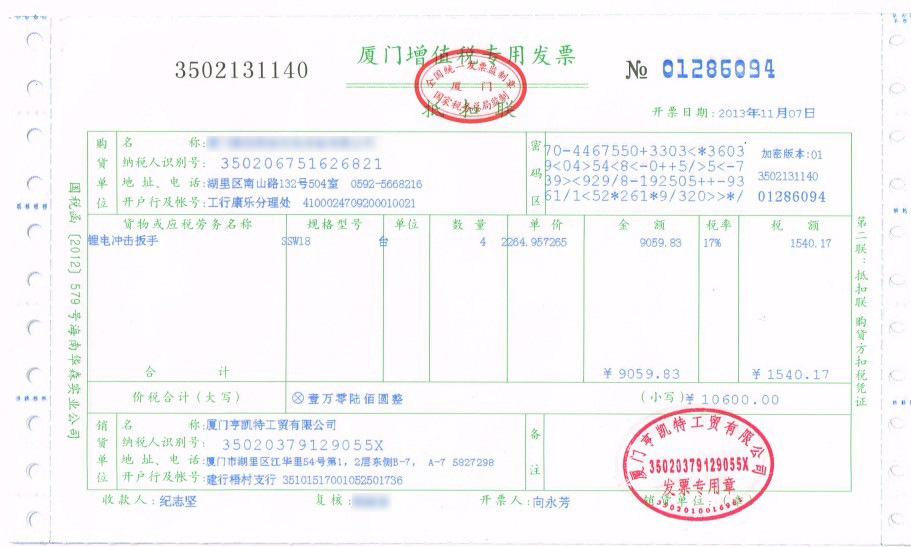 厦门增值税专用发票
3502131140
№ 01286094
全国统一发票监制章
厦门
国家税务总局监制
抵扣联
开票日期:2013年11月07日
购货单位
名称:
纳税人识别号:350206751626821
地址、电话:湖里区南山路132号504室 0592-5668216
开户行及帐号:工行康乐分理处 4100024709200010021
密码区
70-4467550+3303<*3603
9<04>54<8<-0++5/>5<-7
39><929/8-192505++-93
61/1<52*261*9/320>>*/
加密版本:01
3502131140
01286094
货物或应税劳务名称 规格型号 单位 数量 单价 金额 税率 税额
锂电冲击扳手 SSW18 台 4 2264.957265 9059.83 17% 1540.17
合计 ￥9059.83 ￥1540.17
价税合计(大写) ⊗壹万零陆佰圆整 (小写)￥10600.00
销货单位
名称:厦门亨凯特工贸有限公司
纳税人识别号:35020379129055X
地址、电话:厦门市湖里区江华里54号第1,2层东侧B-7, A-7 5827298
开户行及帐号:建行梧村支行 35101517001052501736
备注
厦门亨凯特工贸有限公司
35020379129055X
发票专用章
收款人:纪志坚 复核: 开票人:向永芳 销货单位:(章)
国税函[2012]579号海南华森实业公司
第二联:抵扣联 购货方扣税凭证